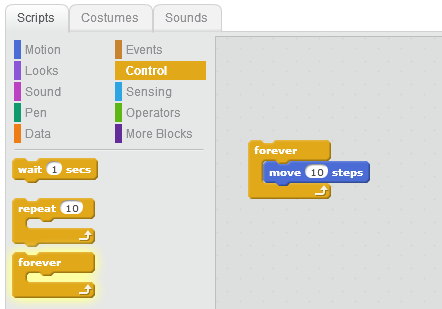 Scripts Costumes Sounds
Motion Events
Looks Control
Sound Sensing
Pen Operators
Data More Blocks
wait 1 secs
repeat 10
forever
forever
move 10 steps